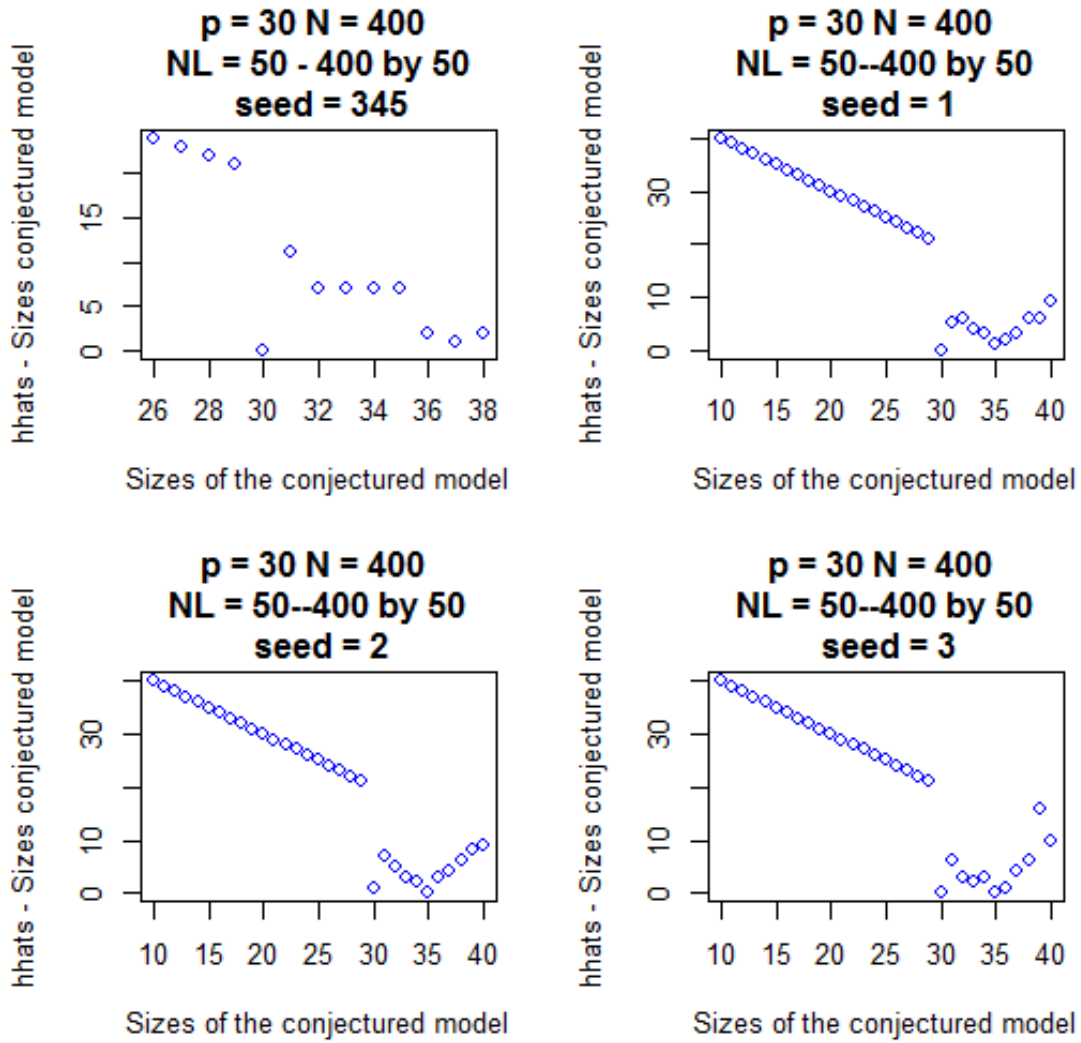 p = 30 N = 400
NL = 50 - 400 by 50
seed = 345
hhats - Sizes conjectured model
0 5 15
26 28 30 32 34 36 38
Sizes of the conjectured model
p = 30 N = 400
NL = 50--400 by 50
seed = 1
hhats - Sizes conjectured model
0 10 30
10 15 20 25 30 35 40
Sizes of the conjectured model
p = 30 N = 400
NL = 50--400 by 50
seed = 2
hhats - Sizes conjectured model
0 10 30
10 15 20 25 30 35 40
Sizes of the conjectured model
p = 30 N = 400
NL = 50--400 by 50
seed = 3
hhats - Sizes conjectured model
0 10 30
10 15 20 25 30 35 40
Sizes of the conjectured model